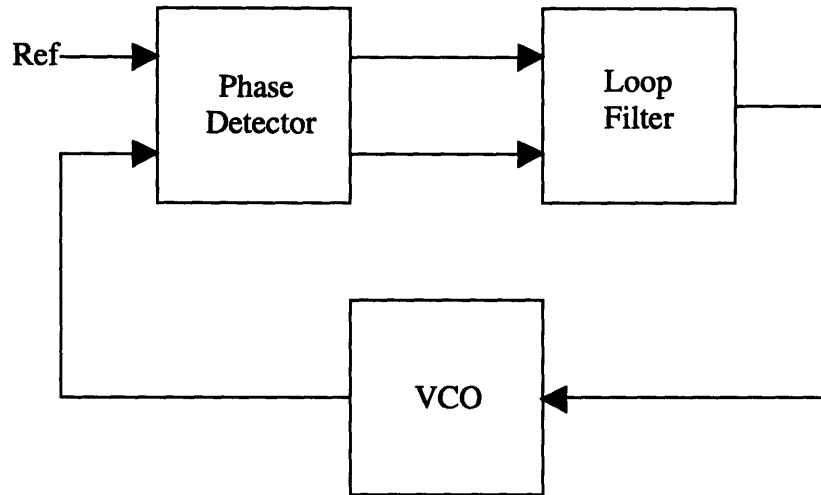 Ref
Phase
Detector
Loop
Filter
VCO